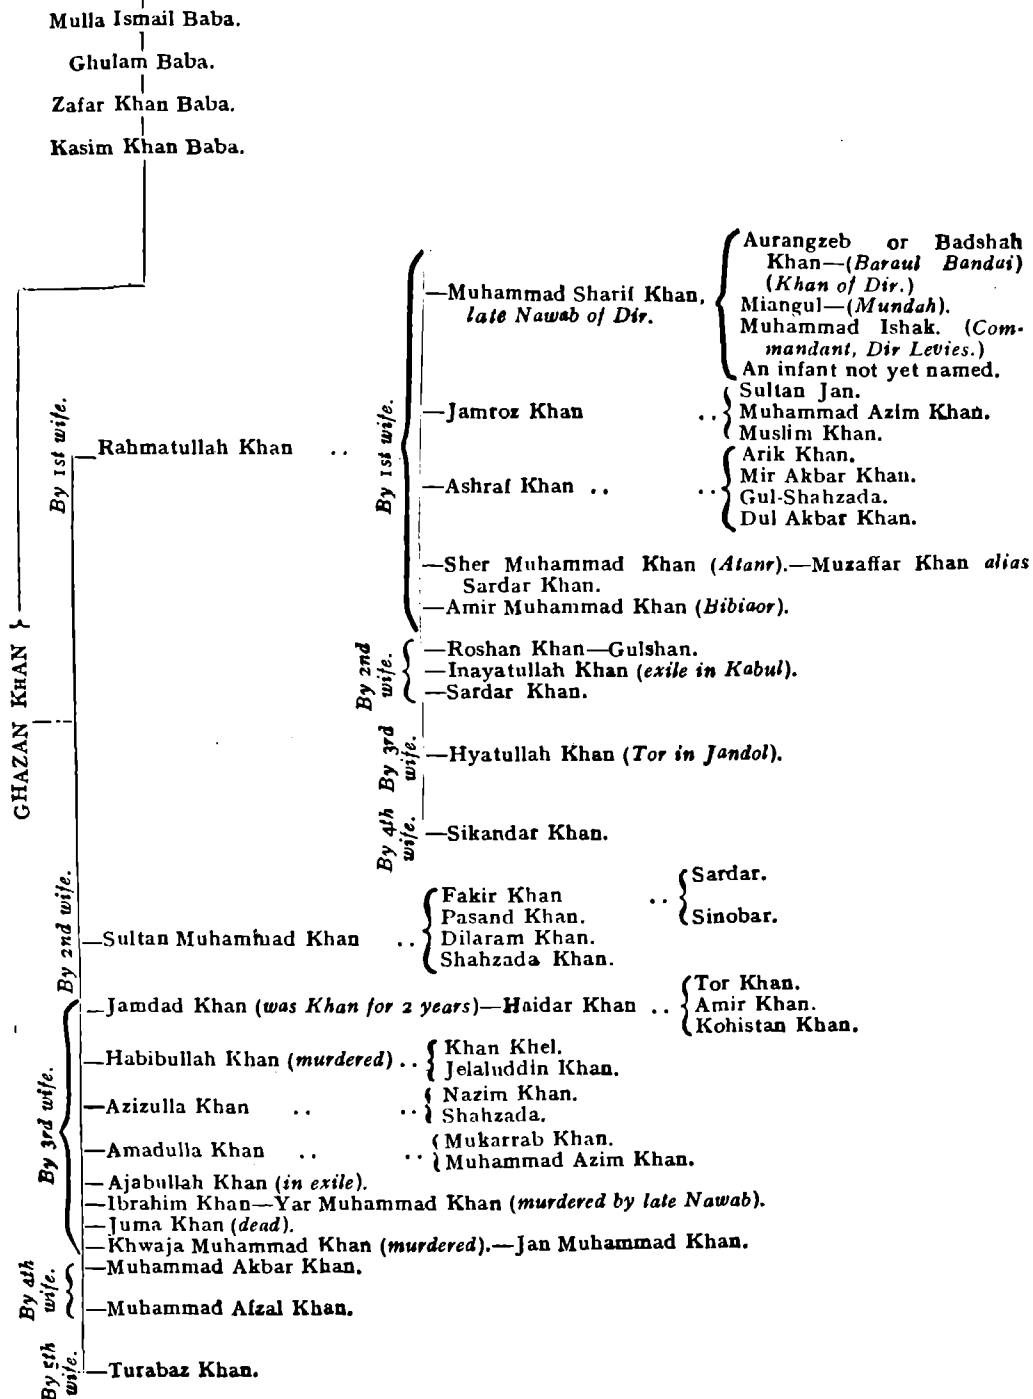 Mulla Ismail Baba.
Ghulam Baba.
Zafar Khan Baba.
Kasim Khan Baba.
GHAZAN KHAN
By 1st wife.
Rahmatullah Khan ..
By 1st wife.
Muhammad Sharif Khan,
late Nawab of Dir.
Aurangzeb or Badshah
Khan—(Baraul Bandai)
(Khan of Dir.)
Miangul—(Mundah).
Muhammad Ishak. (Com-
mandant, Dir Levies.)
An infant not yet named.
Jamroz Khan ..
Sultan Jan.
Muhammad Azim Khan.
Muslim Khan.
Ashraf Khan .. ..
Arik Khan.
Mir Akbar Khan.
Gul-Shahzada.
Dul Akbar Khan.
—Sher Muhammad Khan (Atanr).—Muzaffar Khan alias
Sardar Khan.
—Amir Muhammad Khan (Bibiaor).
By 2nd
wife.
—Roshan Khan—Gulshan.
—Inayatullah Khan (exile in Kabul).
—Sardar Khan.
By 3rd
wife.
—Hyatullah Khan (Tor in Jandol).
By 4th
wife.
—Sikandar Khan.
By 2nd wife.
—Sultan Muhammad Khan ..
Fakir Khan ..
Pasand Khan.
Dilaram Khan.
Shahzada Khan.
Sardar.
Sinobar.
By 3rd wife.
—Jamdad Khan (was Khan for 2 years)—Haidar Khan ..
Tor Khan.
Amir Khan.
Kohistan Khan.
—Habibullah Khan (murdered) ..
Khan Khel.
Jelaluddin Khan.
—Azizulla Khan .. ..
Nazim Khan.
Shahzada.
—Amadulla Khan .. ..
Mukarrab Khan.
Muhammad Azim Khan.
—Ajabullah Khan (in exile).
—Ibrahim Khan—Yar Muhammad Khan (murdered by late Nawab).
—Juma Khan (dead).
—Khwaja Muhammad Khan (murdered).—Jan Muhammad Khan.
By 4th
wife.
—Muhammad Akbar Khan.
—Muhammad Afzal Khan.
By 5th
wife.
—Turabaz Khan.